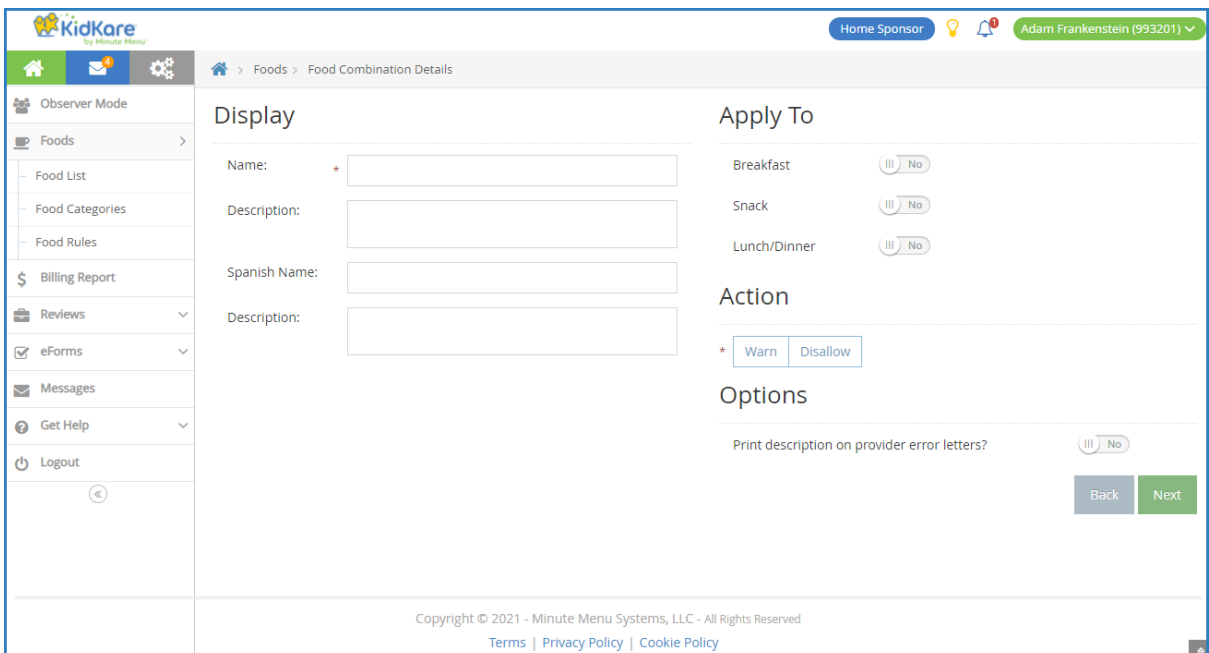 KidKare
by Minute Menu
Home Sponsor
1
Adam Frankenstein (993201)
4
> Foods > Food Combination Details
Observer Mode
Foods
Food List
Food Categories
Food Rules
Billing Report
Reviews
eForms
Messages
Get Help
Logout
Display
Name: *
Description:
Spanish Name:
Description:
Apply To
Breakfast No
Snack No
Lunch/Dinner No
Action
* Warn Disallow
Options
Print description on provider error letters? No
Back Next
Copyright © 2021 - Minute Menu Systems, LLC - All Rights Reserved
Terms | Privacy Policy | Cookie Policy